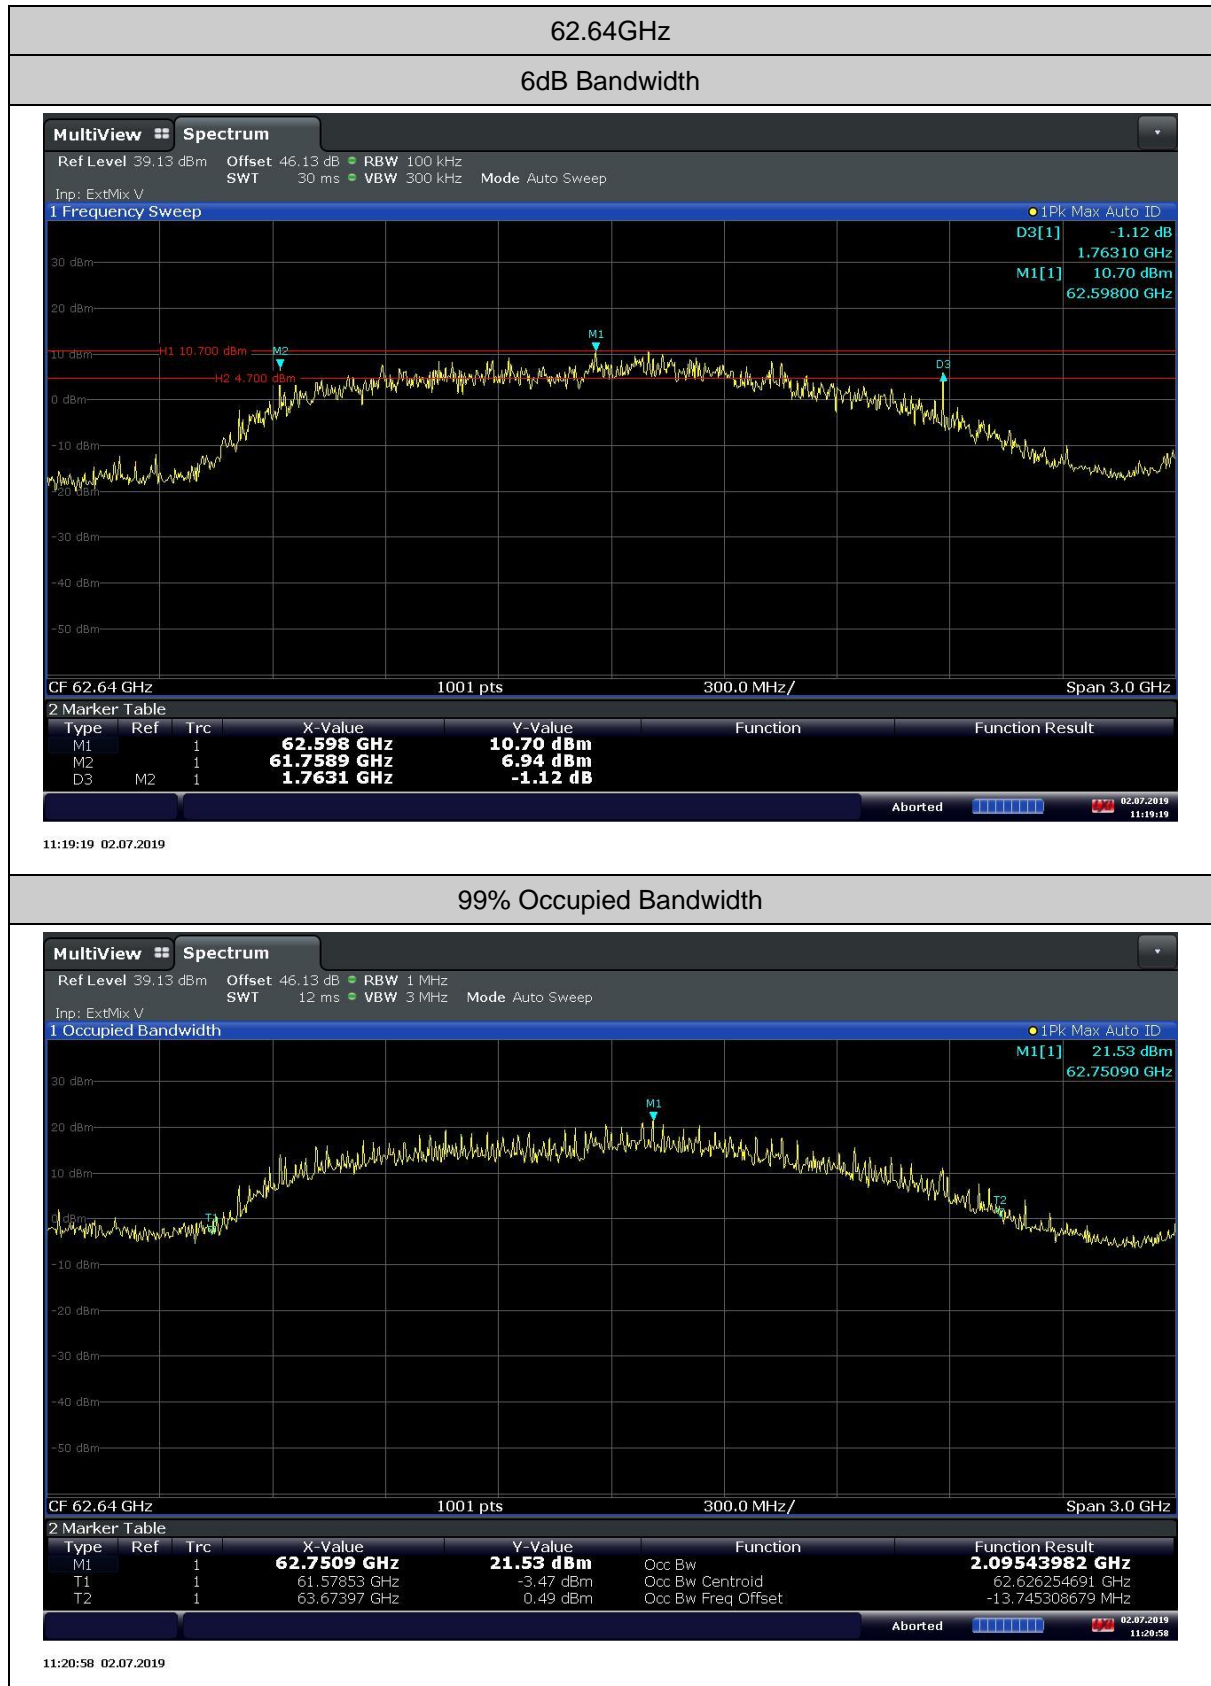 62.64GHz
6dB Bandwidth
MultiView Spectrum
Ref Level 39.13 dBm Offset 46.13 dB RBW 100 kHz
SWT 30 ms VBW 300 kHz Mode Auto Sweep
Inp: ExtMix V
1 Frequency Sweep 1Pk Max Auto ID
D3[1] -1.12 dB
1.76310 GHz
M1[1] 10.70 dBm
62.59800 GHz
30 dBm
20 dBm
M1
10 dBm H1 10.700 dBm M2
D3
H2 4.700 dBm
0 dBm
-10 dBm
-20 dBm
-30 dBm
-40 dBm
-50 dBm
CF 62.64 GHz 1001 pts 300.0 MHz/ Span 3.0 GHz
2 Marker Table
Type Ref Trc X-Value Y-Value Function Function Result
M1 1 62.598 GHz 10.70 dBm
M2 1 61.7589 GHz 6.94 dBm
D3 M2 1 1.7631 GHz -1.12 dB
Aborted 02.07.2019
11:19:19
11:19:19 02.07.2019
99% Occupied Bandwidth
MultiView Spectrum
Ref Level 39.13 dBm Offset 46.13 dB RBW 1 MHz
SWT 12 ms VBW 3 MHz Mode Auto Sweep
Inp: ExtMix V
1 Occupied Bandwidth 1Pk Max Auto ID
M1[1] 21.53 dBm
62.75090 GHz
30 dBm
M1
20 dBm
10 dBm
T2
0 dBm T1
-10 dBm
-20 dBm
-30 dBm
-40 dBm
-50 dBm
CF 62.64 GHz 1001 pts 300.0 MHz/ Span 3.0 GHz
2 Marker Table
Type Ref Trc X-Value Y-Value Function Function Result
M1 1 62.7509 GHz 21.53 dBm Occ Bw 2.09543982 GHz
T1 1 61.57853 GHz -3.47 dBm Occ Bw Centroid 62.626254691 GHz
T2 1 63.67397 GHz 0.49 dBm Occ Bw Freq Offset -13.745308679 MHz
Aborted 02.07.2019
11:20:58
11:20:58 02.07.2019